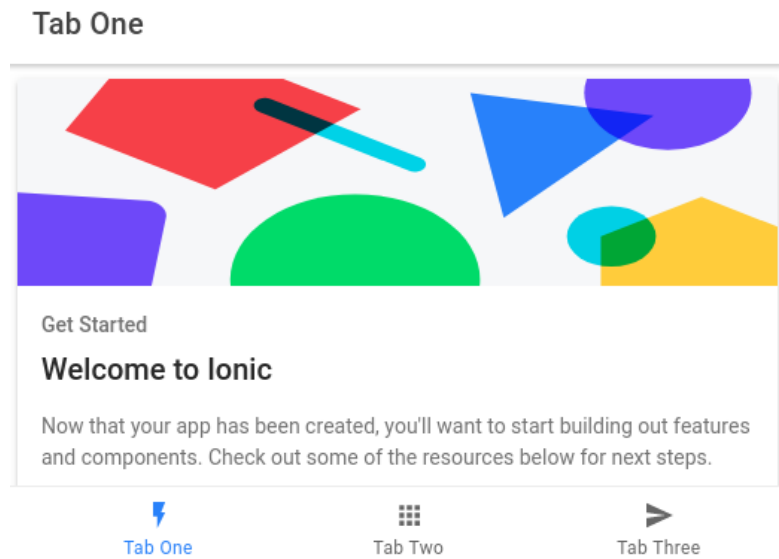 Tab One
Get Started
Welcome to Ionic
Now that your app has been created, you'll want to start building out features
and components. Check out some of the resources below for next steps.
Tab One
Tab Two
Tab Three